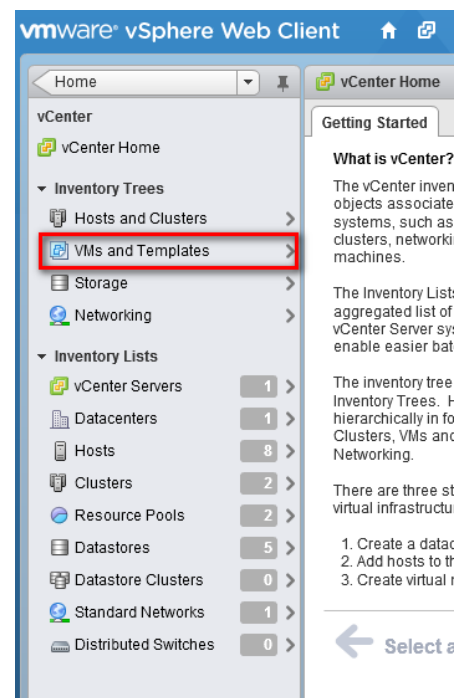 vmware® vSphere Web Client
Home
vCenter
vCenter Home
Inventory Trees
Hosts and Clusters
VMs and Templates
Storage
Networking
Inventory Lists
vCenter Servers 1
Datacenters 1
Hosts 8
Clusters 2
Resource Pools 2
Datastores 5
Datastore Clusters 0
Standard Networks 1
Distributed Switches 0
vCenter Home
Getting Started
What is vCenter?
The vCenter inven
objects associate
systems, such as
clusters, networki
machines.
The Inventory Lists
aggregated list of
vCenter Server sys
enable easier bat
The inventory tree
Inventory Trees. H
hierarchically in fo
Clusters, VMs and
Networking.
There are three st
virtual infrastructu
1. Create a datac
2. Add hosts to th
3. Create virtual
Select a